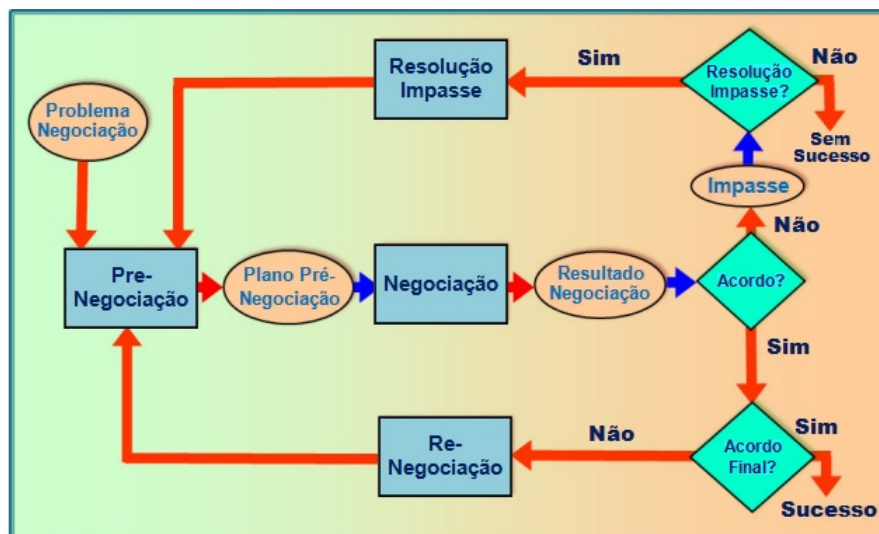 Problema
Negociação
Resolução
Impasse
Sim
Resolução
Impasse?
Não
Sem
Sucesso
Impasse
Não
Pre-
Negociação
Plano Pré-
Negociação
Negociação
Resultado
Negociação
Acordo?
Sim
Re-
Negociação
Não
Acordo
Final?
Sim
Sucesso